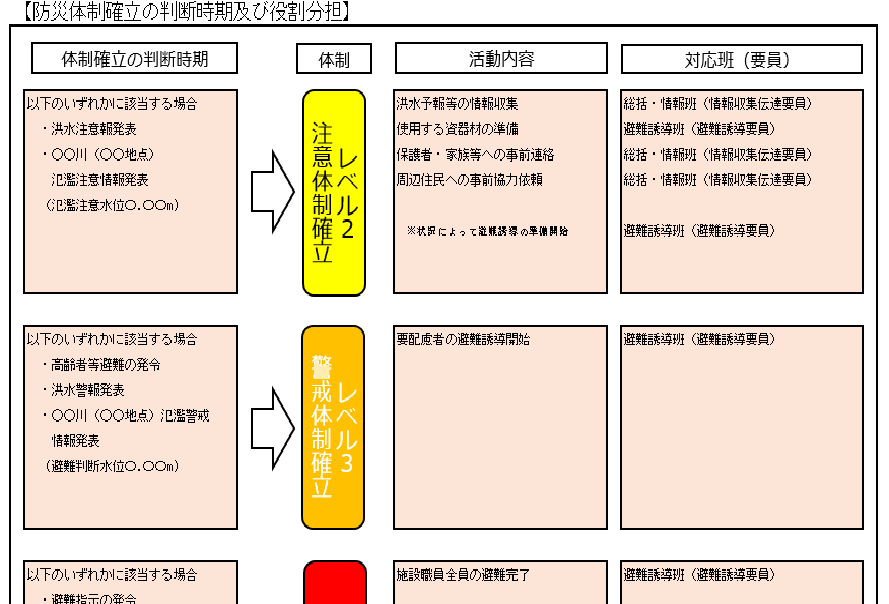 【防災体制確立の判断時期及び役割分担】
体制確立の判断時期
体制
活動内容
対応班（要員）
以下のいずれかに該当する場合
・洪水注意報発表
・〇〇川（〇〇地点）
氾濫注意情報発表
（氾濫注意水位〇.〇〇m）
レベル2
注意体制確立
洪水予報等の情報収集
使用する資器材の準備
保護者・家族等への事前連絡
周辺住民への事前協力依頼
※状況によって避難誘導の準備開始
総括・情報班（情報収集伝達要員）
避難誘導班（避難誘導要員）
総括・情報班（情報収集伝達要員）
総括・情報班（情報収集伝達要員）
避難誘導班（避難誘導要員）
以下のいずれかに該当する場合
・高齢者等避難の発令
・洪水警報発表
・〇〇川（〇〇地点）氾濫警戒
情報発表
（避難判断水位〇.〇〇m）
レベル3
警戒体制確立
要配慮者の避難誘導開始
避難誘導班（避難誘導要員）
以下のいずれかに該当する場合
・避難指示の発令
施設職員全員の避難完了
避難誘導班（避難誘導要員）